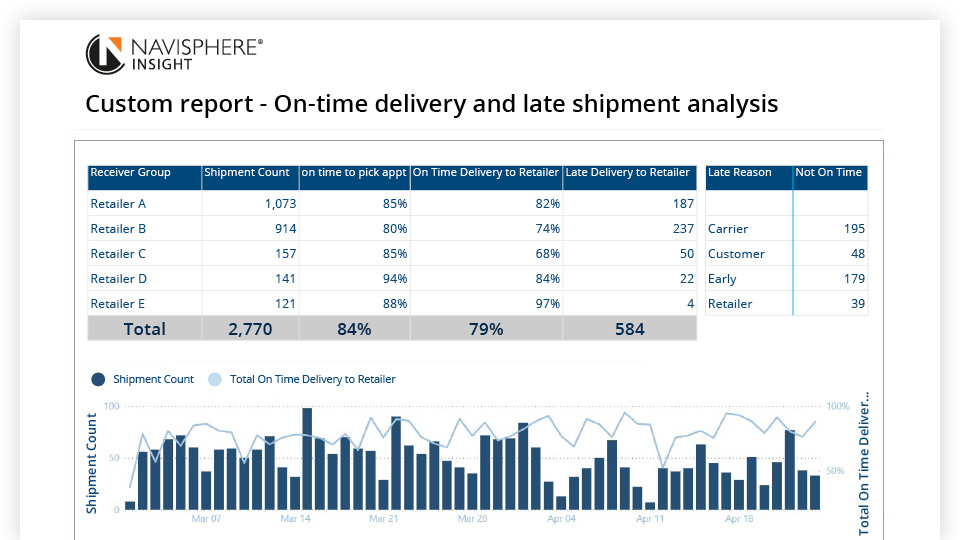 NAVISPHERE®
INSIGHT
Custom report - On-time delivery and late shipment analysis
Receiver Group Shipment Count on time to pick appt On Time Delivery to Retailer Late Delivery to Retailer
Retailer A 1,073 85% 82% 187
Retailer B 914 80% 74% 237
Retailer C 157 85% 68% 50
Retailer D 141 94% 84% 22
Retailer E 121 88% 97% 4
Total 2,770 84% 79% 584
Late Reason Not On Time
Carrier 195
Customer 48
Early 179
Retailer 39
Shipment Count Total On Time Delivery to Retailer
Shipment Count
100
50
0
Mar 07 Mar 14 Mar 21 Mar 28 Apr 04 Apr 11 Apr 18
100%
50%
Total On Time Deliver...